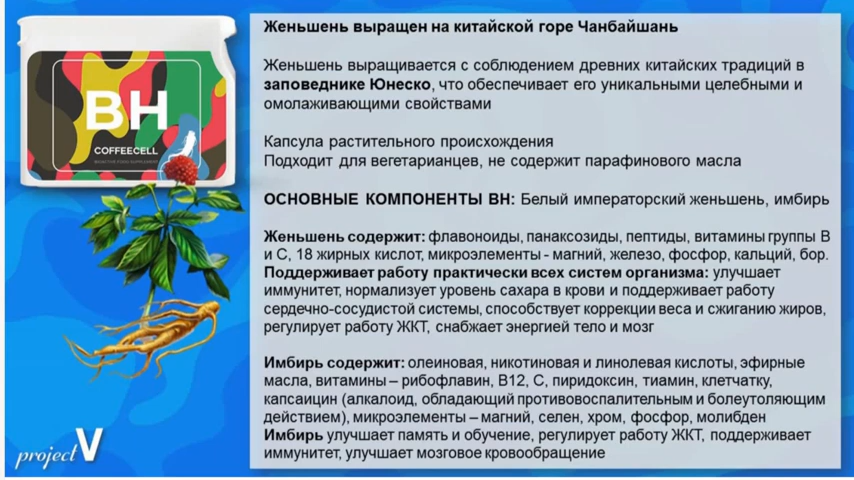 Женьшень выращен на китайской горе Чанбайшань
Женьшень выращивается с соблюдением древних китайских традиций в
заповеднике Юнеско, что обеспечивает его уникальными целебными и
омолаживающими свойствами
Капсула растительного происхождения
Подходит для вегетарианцев, не содержит парафинового масла
ОСНОВНЫЕ КОМПОНЕНТЫ BH: Белый императорский женьшень, имбирь
Женьшень содержит: флавоноиды, панаксозиды, пептиды, витамины группы В
и С, 18 жирных кислот, микроэлементы - магний, железо, фосфор, кальций, бор.
Поддерживает работу практически всех систем организма: улучшает
иммунитет, нормализует уровень сахара в крови и поддерживает работу
сердечно-сосудистой системы, способствует коррекции веса и сжиганию жиров,
регулирует работу ЖКТ, снабжает энергией тело и мозг
Имбирь содержит: олеиновая, никотиновая и линолевая кислоты, эфирные
масла, витамины – рибофлавин, В12, С, пиридоксин, тиамин, клетчатку,
капсаицин (алкалоид, обладающий противовоспалительным и болеутоляющим
действием), микроэлементы – магний, селен, хром, фосфор, молибден
Имбирь улучшает память и обучение, регулирует работу ЖКТ, поддерживает
иммунитет, улучшает мозговое кровообращение
BH
COFFEECELL
BIOACTIVE FOOD SUPPLEMENT
project V